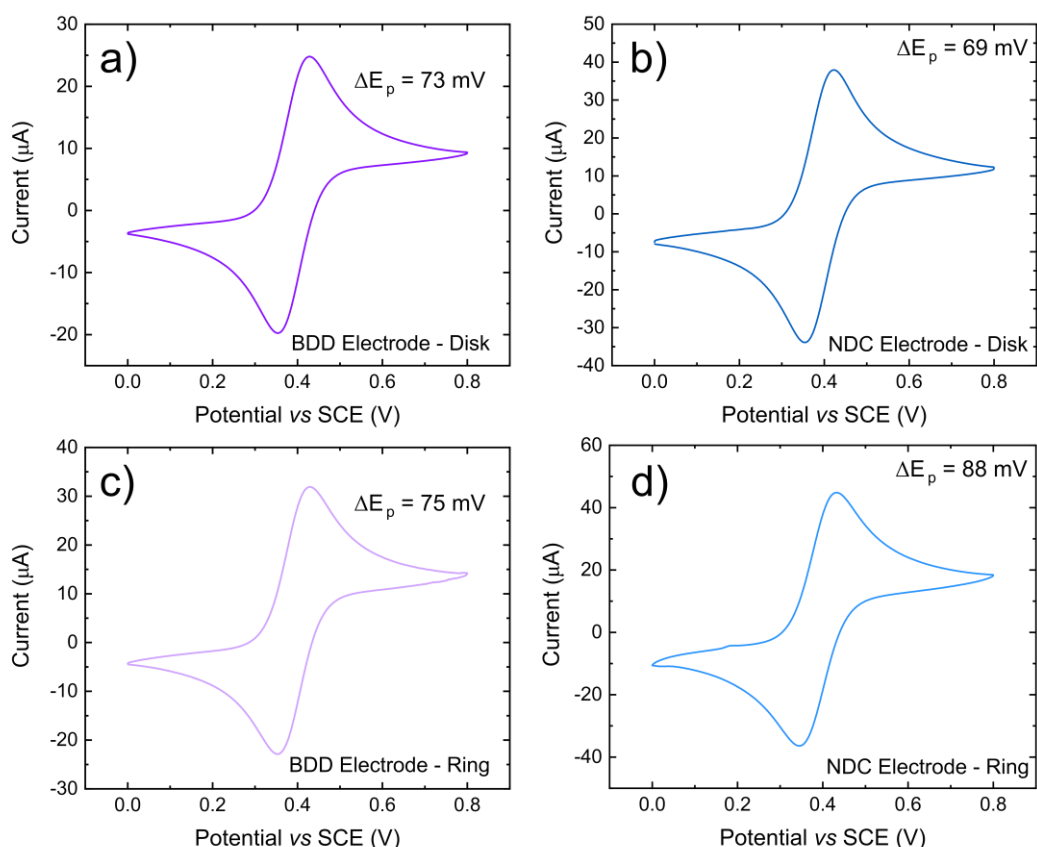 a)
ΔEp = 73 mV
30
20
10
0
-10
-20
Current (μA)
BDD Electrode - Disk
0.0 0.2 0.4 0.6 0.8
Potential vs SCE (V)
b)
ΔEp = 69 mV
50
40
30
20
10
0
-10
-20
-30
-40
Current (μA)
NDC Electrode - Disk
0.0 0.2 0.4 0.6 0.8
Potential vs SCE (V)
c)
ΔEp = 75 mV
40
30
20
10
0
-10
-20
-30
Current (μA)
BDD Electrode - Ring
0.0 0.2 0.4 0.6 0.8
Potential vs SCE (V)
d)
ΔEp = 88 mV
60
40
20
0
-20
-40
Current (μA)
NDC Electrode - Ring
0.0 0.2 0.4 0.6 0.8
Potential vs SCE (V)